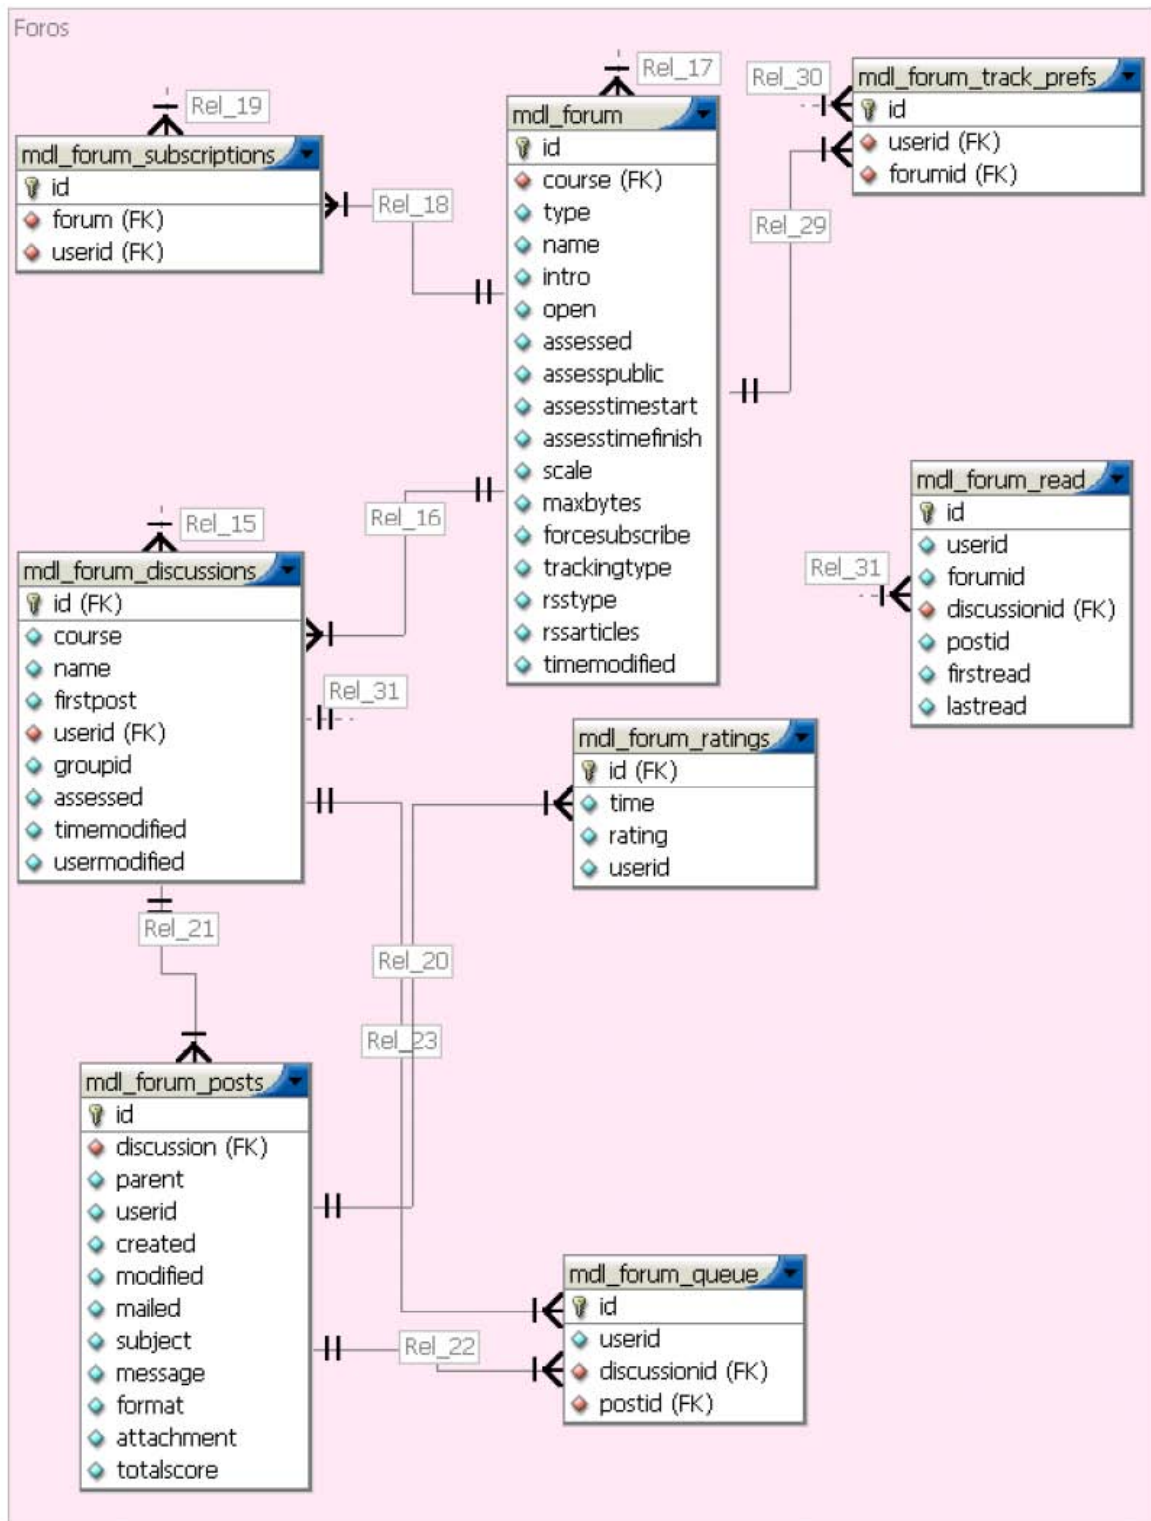 Foros
Rel_19
mdl_forum_subscriptions
id
forum (FK)
userid (FK)
Rel_18
Rel_17
mdl_forum
id
course (FK)
type
name
intro
open
assessed
assesspublic
assesstimestart
assesstimefinish
scale
maxbytes
forcesubscribe
trackingtype
rsstype
rssarticles
timemodified
Rel_30
mdl_forum_track_prefs
id
userid (FK)
forumid (FK)
Rel_29
Rel_16
Rel_15
mdl_forum_discussions
id (FK)
course
name
firstpost
userid (FK)
groupid
assessed
timemodified
usermodified
Rel_31
mdl_forum_read
id
userid
forumid
discussionid (FK)
postid
firstread
lastread
Rel_31
mdl_forum_ratings
id (FK)
time
rating
userid
Rel_21
Rel_20
Rel_23
mdl_forum_posts
id
discussion (FK)
parent
userid
created
modified
mailed
subject
message
format
attachment
totalscore
Rel_22
mdl_forum_queue
id
userid
discussionid (FK)
postid (FK)